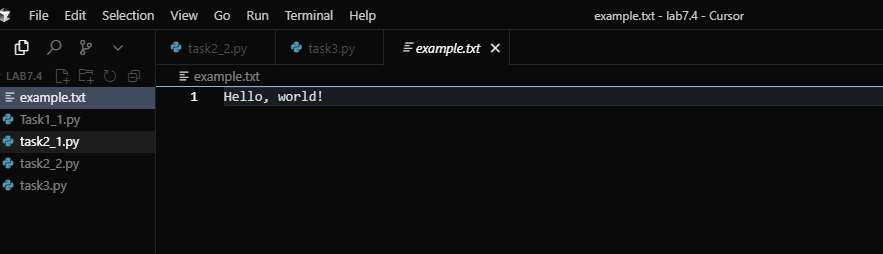 File Edit Selection View Go Run Terminal Help example.txt - lab7.4 - Cursor
task2_2.py task3.py example.txt
LAB7.4
example.txt
example.txt
1 Hello, world!
Task1_1.py
task2_1.py
task2_2.py
task3.py